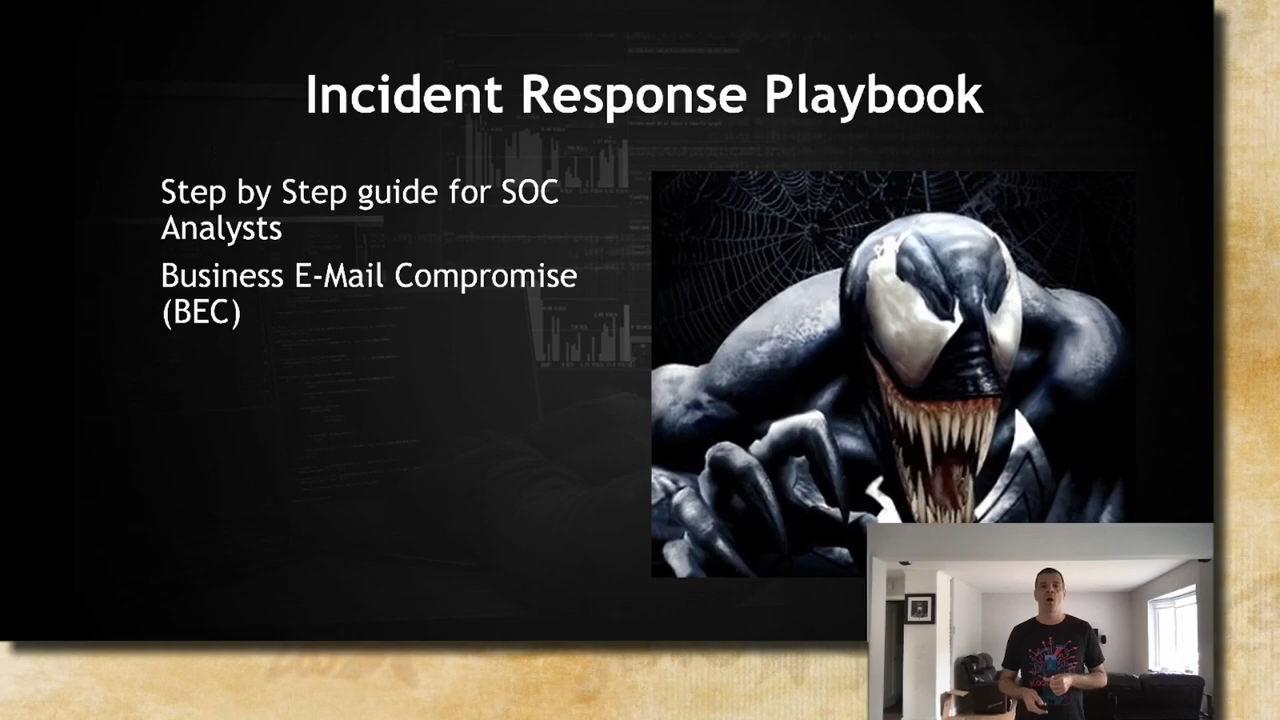 Incident Response Playbook
Step by Step guide for SOC
Analysts
Business E-Mail Compromise
(BEC)